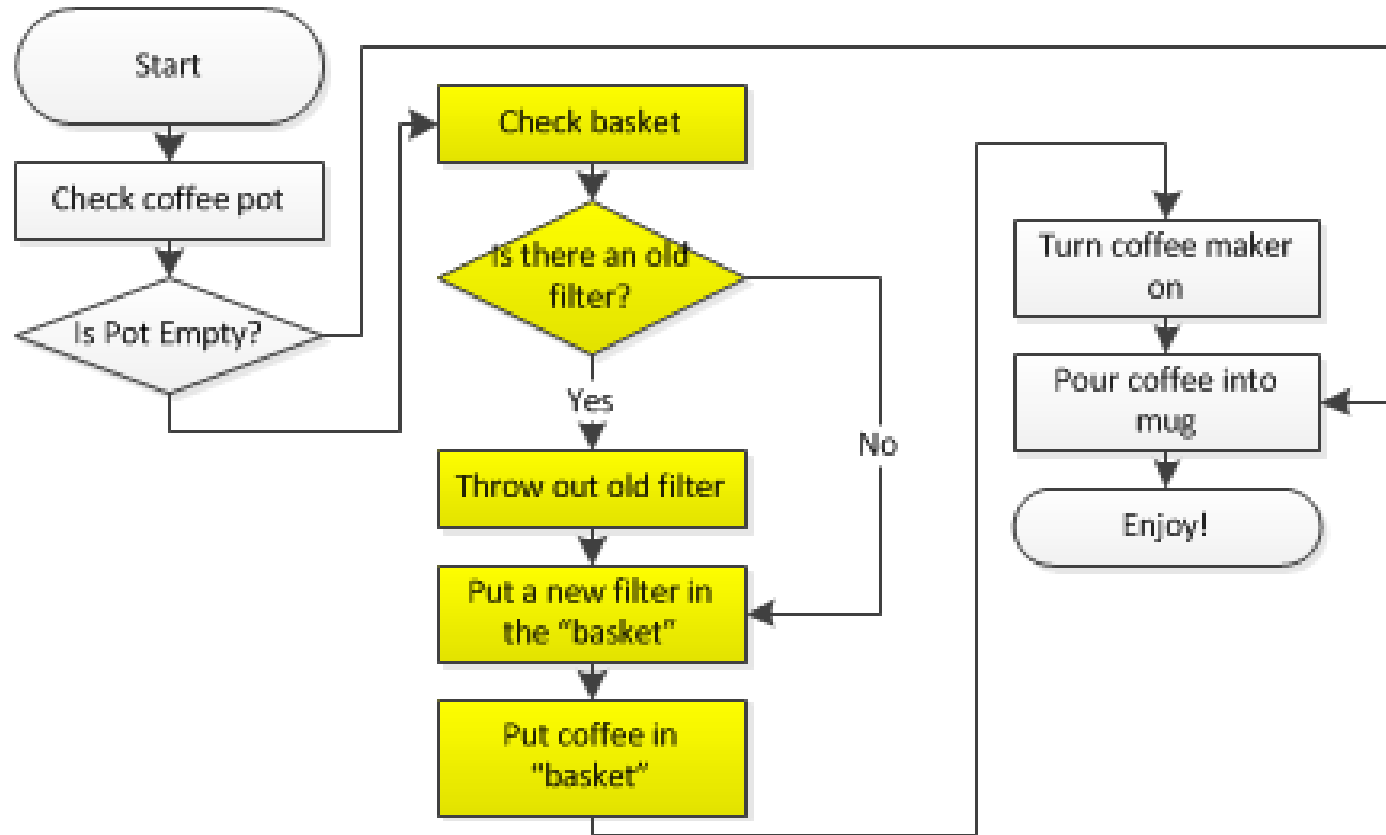 Start
Check coffee pot
Is Pot Empty?
Check basket
Is there an old
filter?
Yes
No
Throw out old filter
Put a new filter in
the “basket”
Put coffee in
“basket”
Turn coffee maker
on
Pour coffee into
mug
Enjoy!